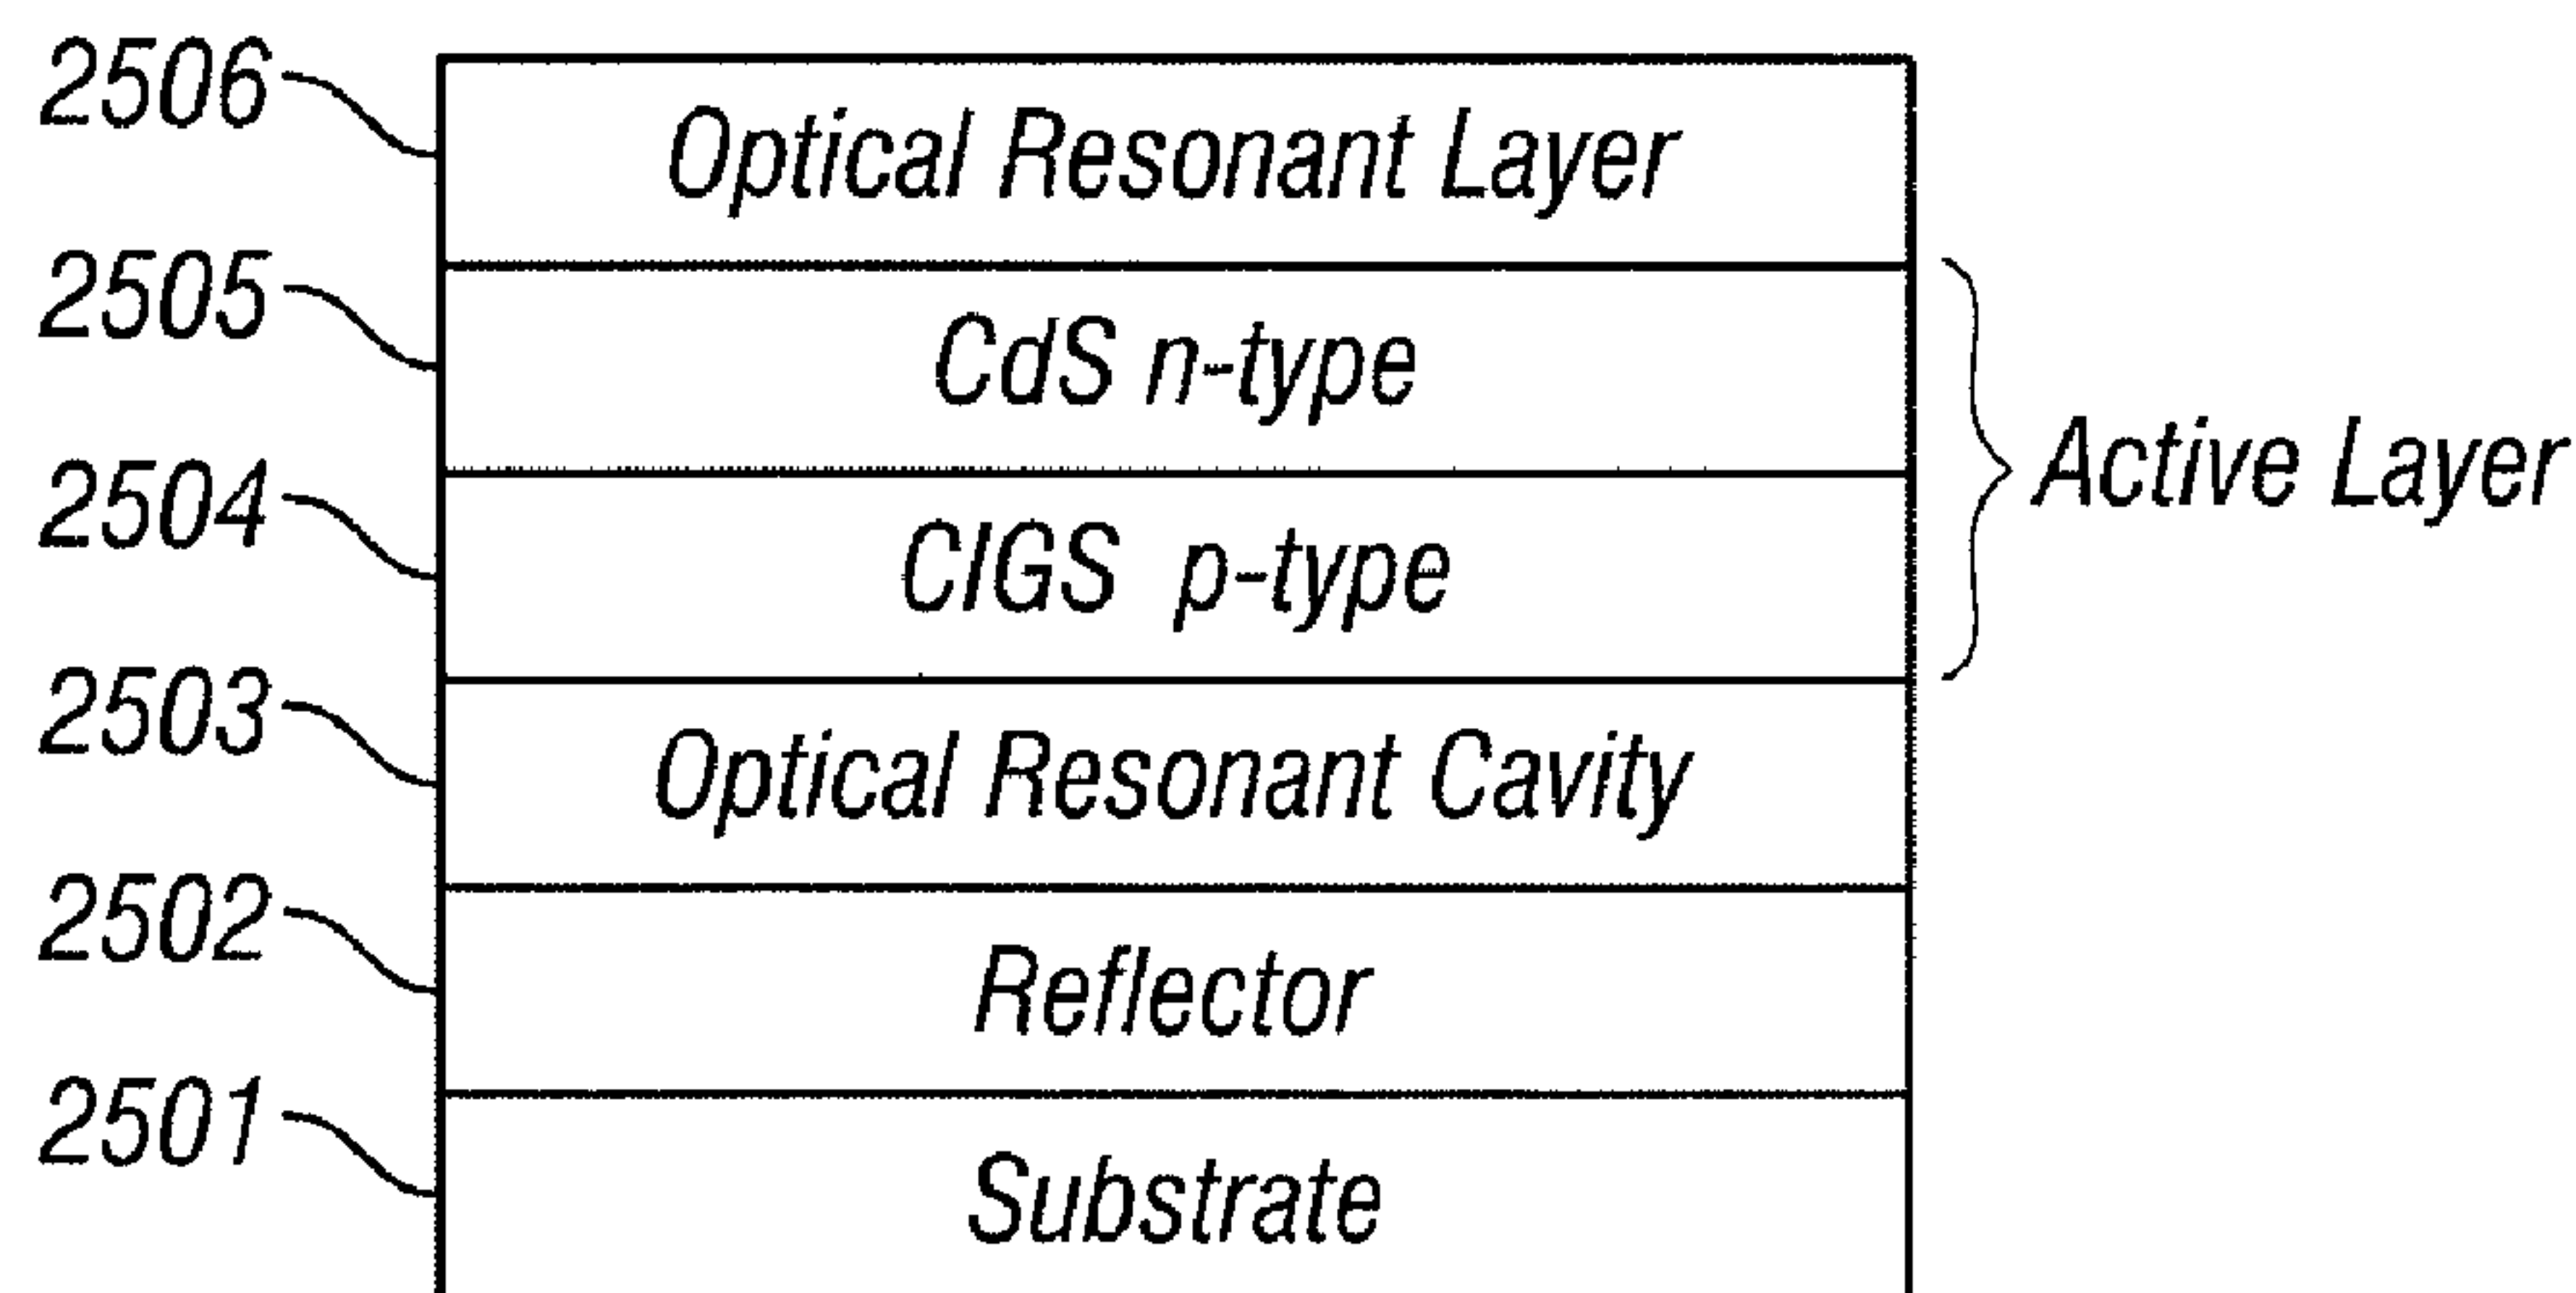 2506 Optical Resonant Layer
2505 CdS n-type
2504 CIGS p-type
Active Layer
2503 Optical Resonant Cavity
2502 Reflector
2501 Substrate